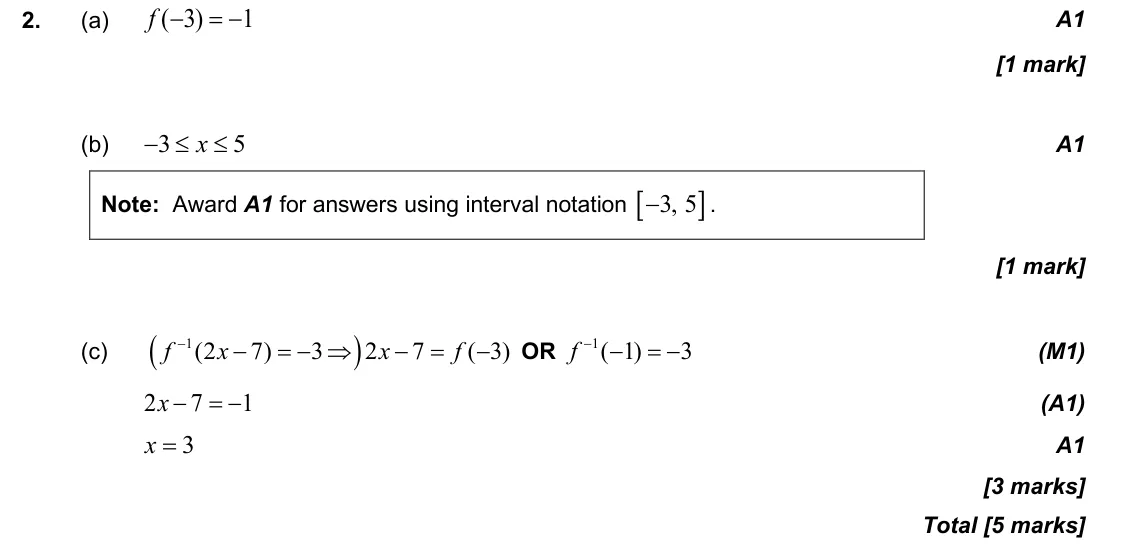 2. (a) f(−3) = −1 A1
[1 mark]
(b) −3 ≤ x ≤ 5 A1
Note: Award A1 for answers using interval notation [−3, 5].
[1 mark]
(c) (f⁻¹(2x − 7) = −3 ⇒) 2x − 7 = f(−3) OR f⁻¹(−1) = −3 (M1)
2x − 7 = −1 (A1)
x = 3 A1
[3 marks]
Total [5 marks]